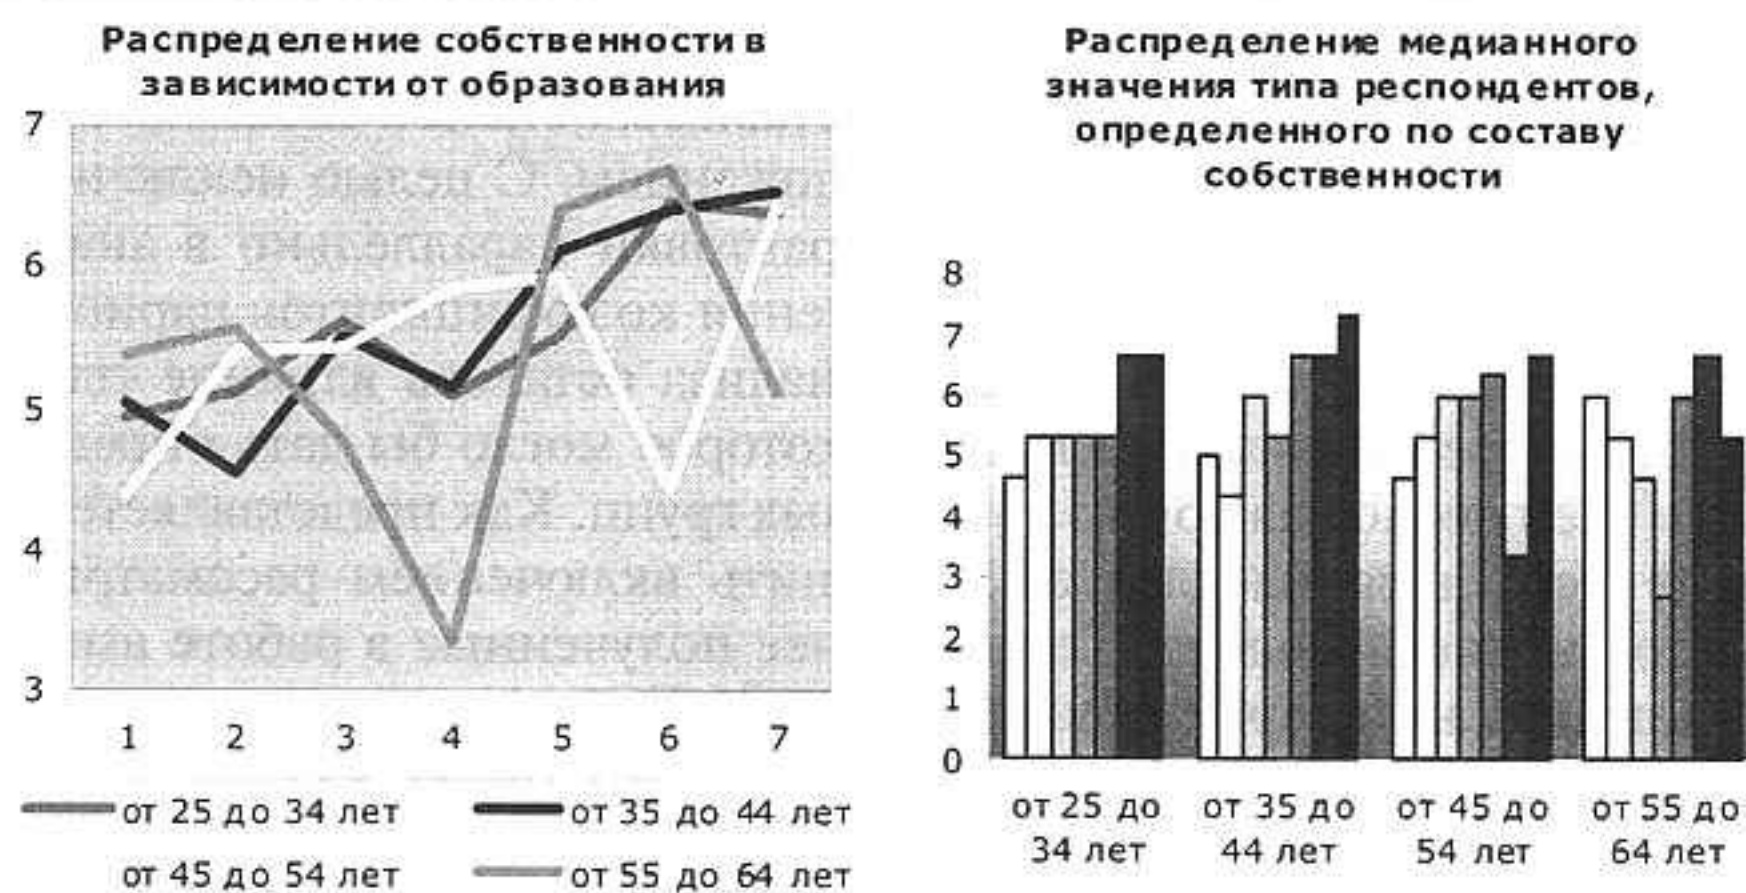 Распределение собственности в
зависимости от образования
7
6
5
4
3
1 2 3 4 5 6 7
от 25 до 34 лет
от 35 до 44 лет
от 45 до 54 лет
от 55 до 64 лет
Распределение медианного
значения типа респондентов,
определенного по составу
собственности
8
7
6
5
4
3
2
1
0
от 25 до
34 лет
от 35 до
44 лет
от 45 до
54 лет
от 55 до
64 лет